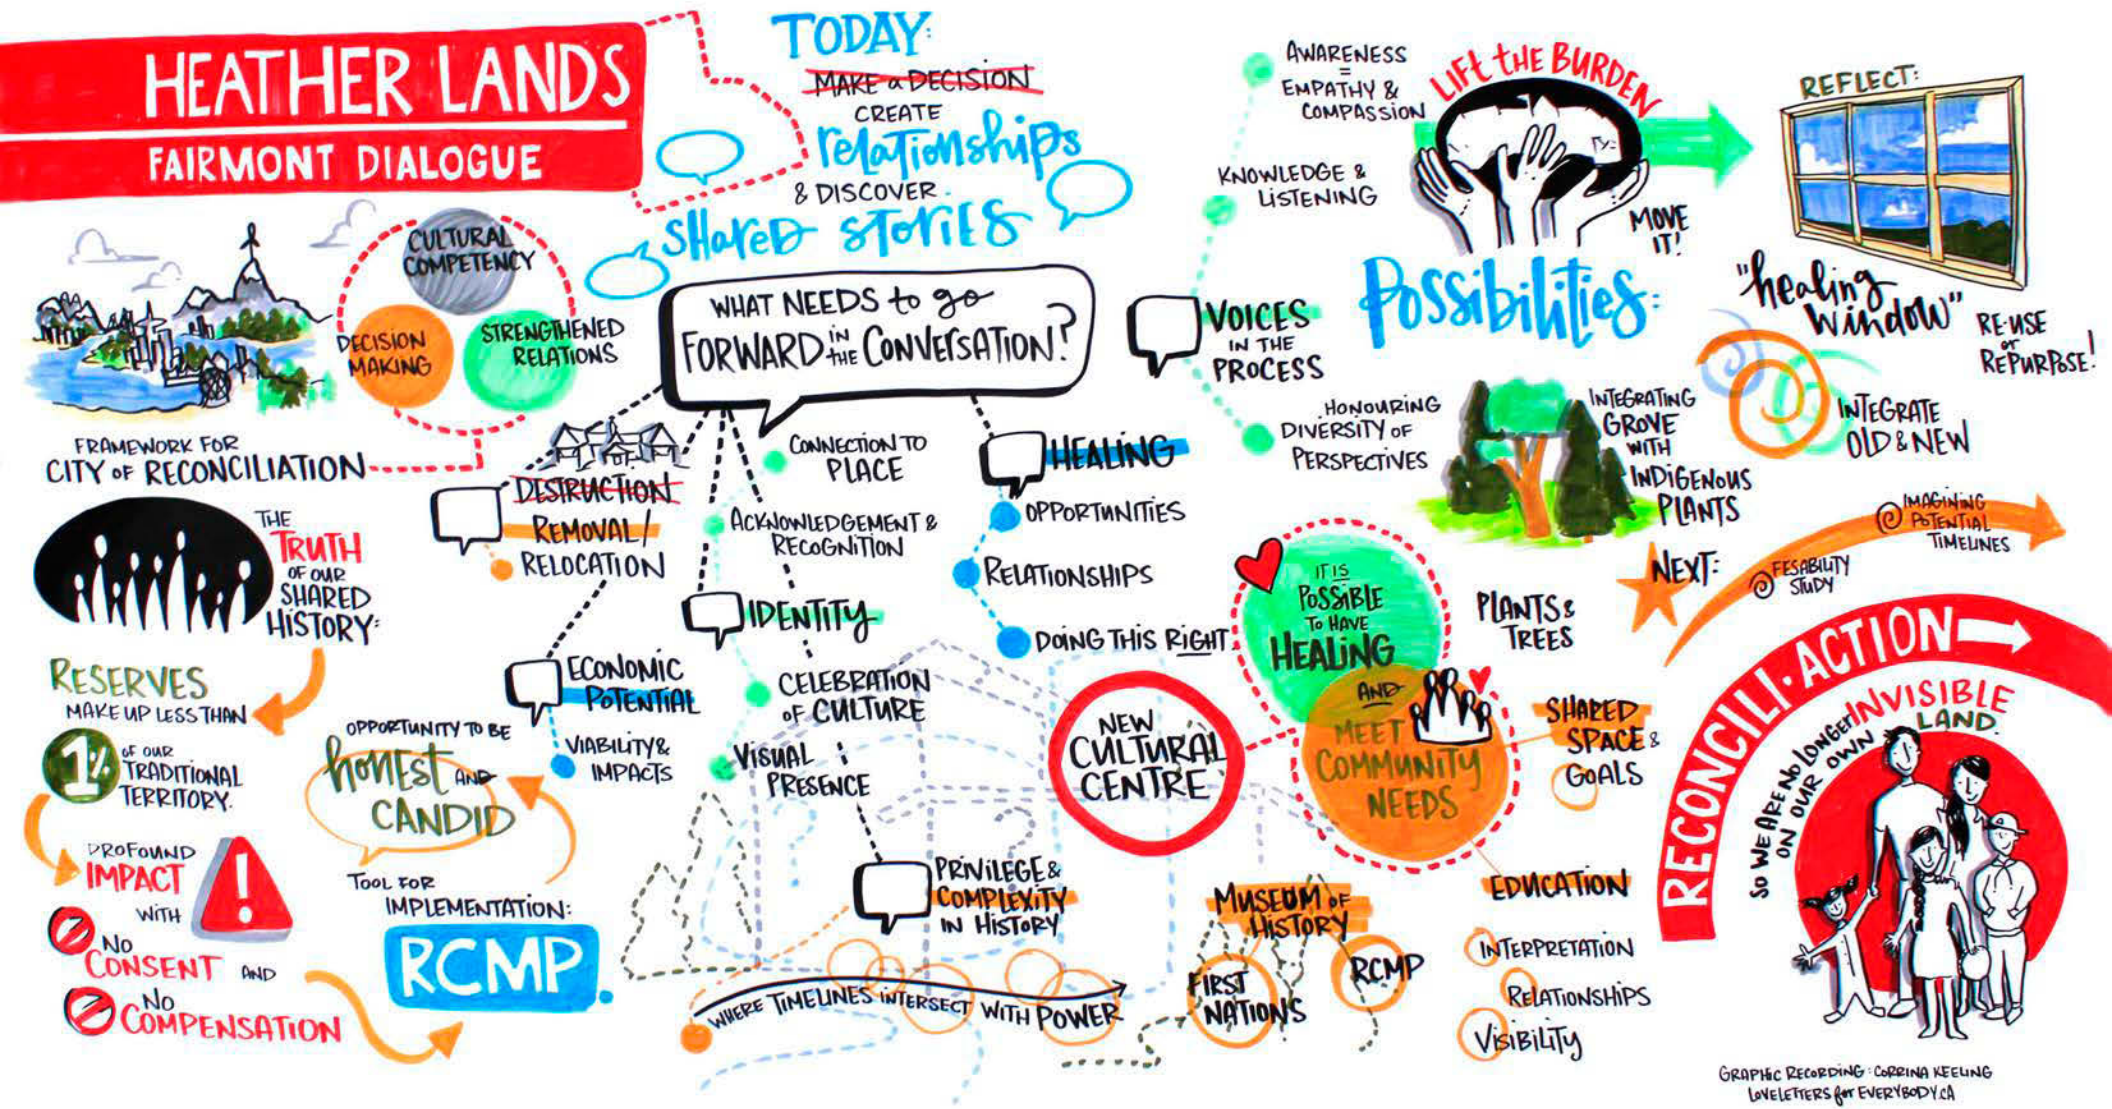 HEATHER LANDS
FAIRMONT DIALOGUE
TODAY:
MAKE a DECISION
CREATE
relationships
& DISCOVER
SHARED STORIES
CULTURAL
COMPETENCY
DECISION
MAKING
STRENGTHENED
RELATIONS
FRAMEWORK FOR
CITY OF RECONCILIATION
THE
TRUTH
OF OUR
SHARED
HISTORY:
RESERVES
MAKE UP LESS THAN
1%
OF OUR
TRADITIONAL
TERRITORY.
PROFOUND
IMPACT
WITH
!
NO
CONSENT AND
NO
COMPENSATION
TOOL FOR
IMPLEMENTATION:
RCMP
OPPORTUNITY TO BE
honest AND
CANDID
WHAT NEEDS to go
FORWARD IN THE CONVERSATION?
DESTRUCTION
REMOVAL/
RELOCATION
ECONOMIC
POTENTIAL
VIABILITY &
IMPACTS
CONNECTION TO
PLACE
ACKNOWLEDGEMENT &
RECOGNITION
IDENTITY
CELEBRATION
OF CULTURE
VISUAL
PRESENCE
PRIVILEGE &
COMPLEXITY
IN HISTORY
WHERE TIMELINES INTERSECT WITH POWER
HEALING
OPPORTUNITIES
RELATIONSHIPS
DOING THIS RIGHT
AWARENESS
=
EMPATHY &
COMPASSION
KNOWLEDGE &
LISTENING
VOICES
IN THE
PROCESS
HONOURING
DIVERSITY OF
PERSPECTIVES
LIFT THE BURDEN
MOVE
IT!
Possibilities:
REFLECT:
"healing
window"
RE-USE
or
REPURPOSE!
INTEGRATING
GROVE
WITH
INDIGENOUS
PLANTS
INTEGRATE
OLD & NEW
NEXT:
FESABILITY
STUDY
IMAGINING
POTENTIAL
TIMELINES
PLANTS &
TREES
IT IS
POSSIBLE
TO HAVE
HEALING
AND
MEET
COMMUNITY
NEEDS
NEW
CULTURAL
CENTRE
SHARED
SPACE &
GOALS
EDUCATION
INTERPRETATION
RELATIONSHIPS
VISIBILITY
MUSEUM OF
HISTORY
FIRST
NATIONS
RCMP
RECONCILI•ACTION
SO WE ARE NO LONGER INVISIBLE
ON OUR OWN LAND.
GRAPHIC RECORDING: CORRINA KEELING
LOVELETTERS for EVERYBODY.CA